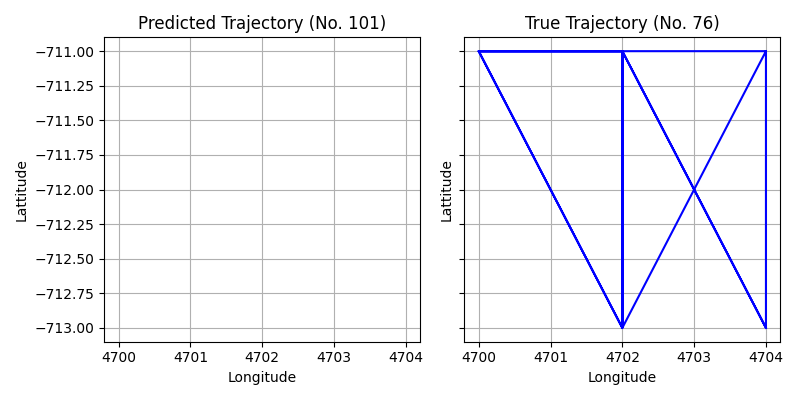 Predicted Trajectory (No. 101)
True Trajectory (No. 76)
−711.00
−711.25
−711.50
−711.75
−712.00
−712.25
−712.50
−712.75
−713.00
Lattitude
Lattitude
4700 4701 4702 4703 4704
4700 4701 4702 4703 4704
Longitude
Longitude